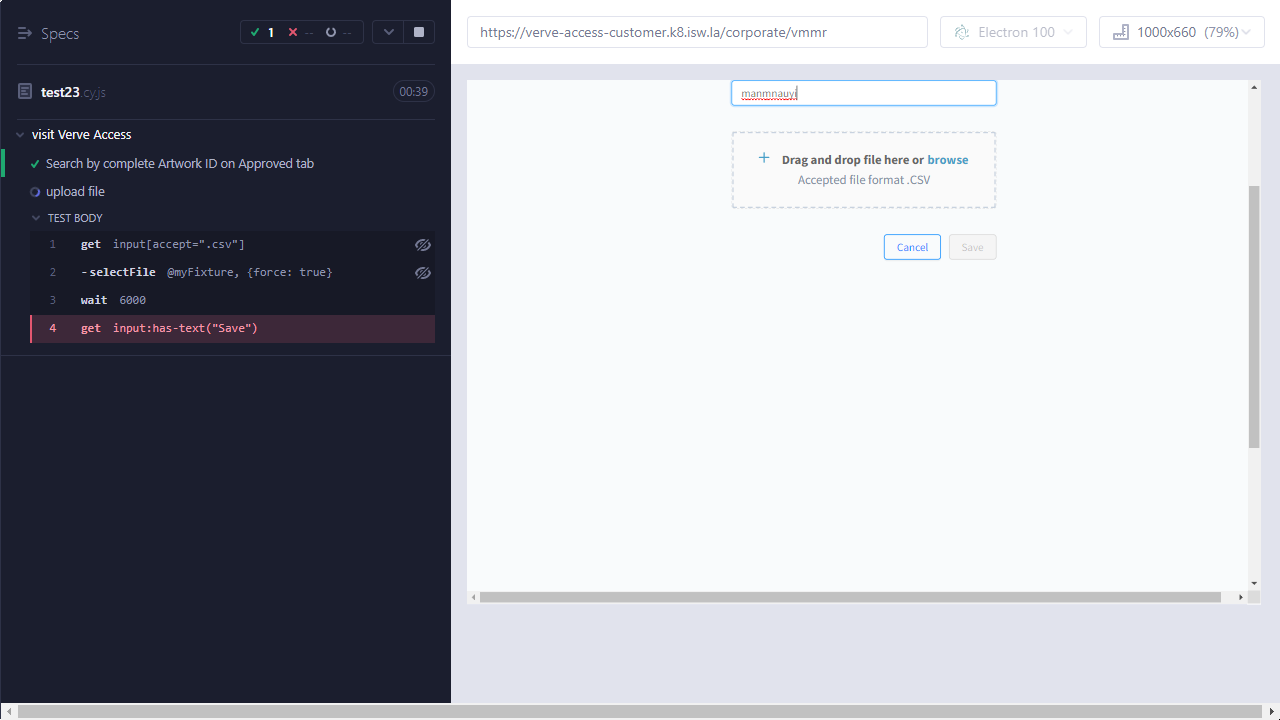 Specs
1 -- --
https://verve-access-customer.k8.isw.la/corporate/vmmr
Electron 100
1000x660 (79%)
test23 cy.js
00:39
visit Verve Access
Search by complete Artwork ID on Approved tab
upload file
TEST BODY
1 get input[accept=".csv"]
2 -selectFile @myFixture, {force: true}
3 wait 6000
4 get input:has-text("Save")
manmnauyi
Drag and drop file here or browse
Accepted file format .CSV
Cancel
Save